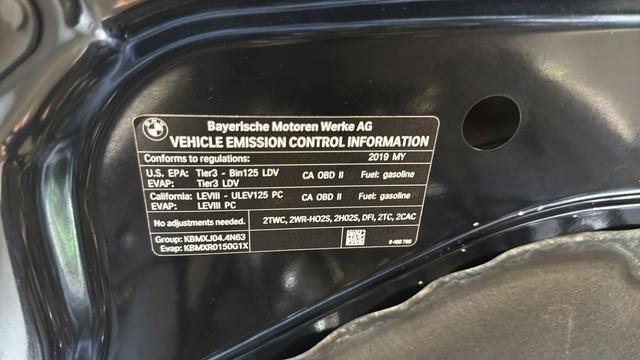 BMW
Bayerische Motoren Werke AG
VEHICLE EMISSION CONTROL INFORMATION
Conforms to regulations: 2019 MY
U.S. EPA: Tier3 - Bin125 LDV CA OBD II Fuel: gasoline
EVAP: Tier3 LDV
California: LEVIII - ULEV125 PC CA OBD II Fuel: gasoline
EVAP: LEVIII PC
No adjustments needed. 2TWC, 2WR-HO2S, 2HO2S, DFI, 2TC, 2CAC
Group: KBMXJ04.4N63
Evap: KBMXR0150G1X